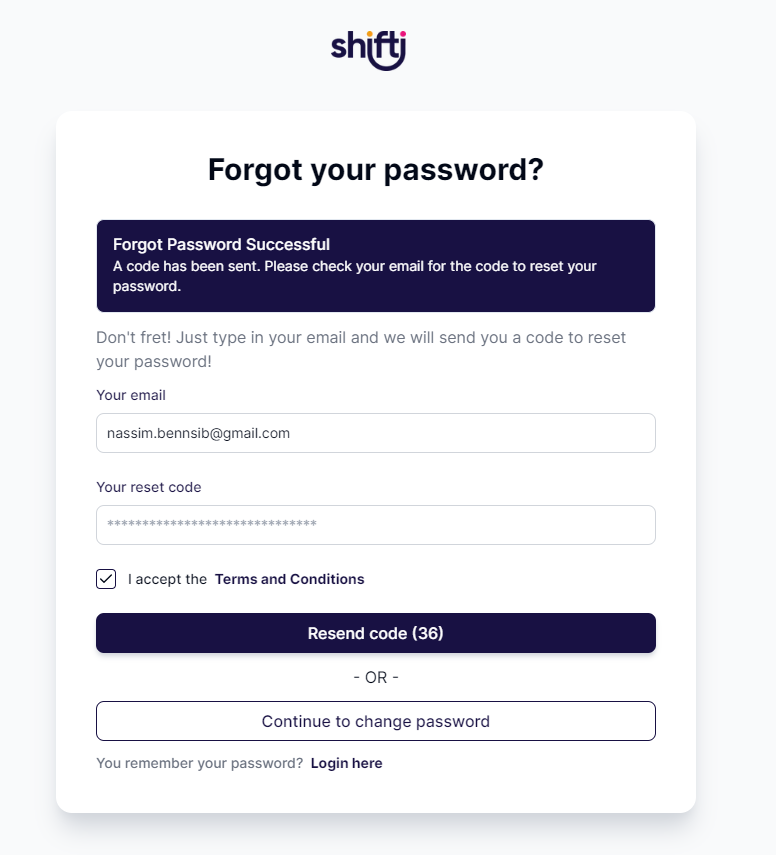 shifti
Forgot your password?
Forgot Password Successful
A code has been sent. Please check your email for the code to reset your
password.
Don't fret! Just type in your email and we will send you a code to reset
your password!
Your email
nassim.bennsib@gmail.com
Your reset code
******************************
I accept the Terms and Conditions
Resend code (36)
- OR -
Continue to change password
You remember your password? Login here